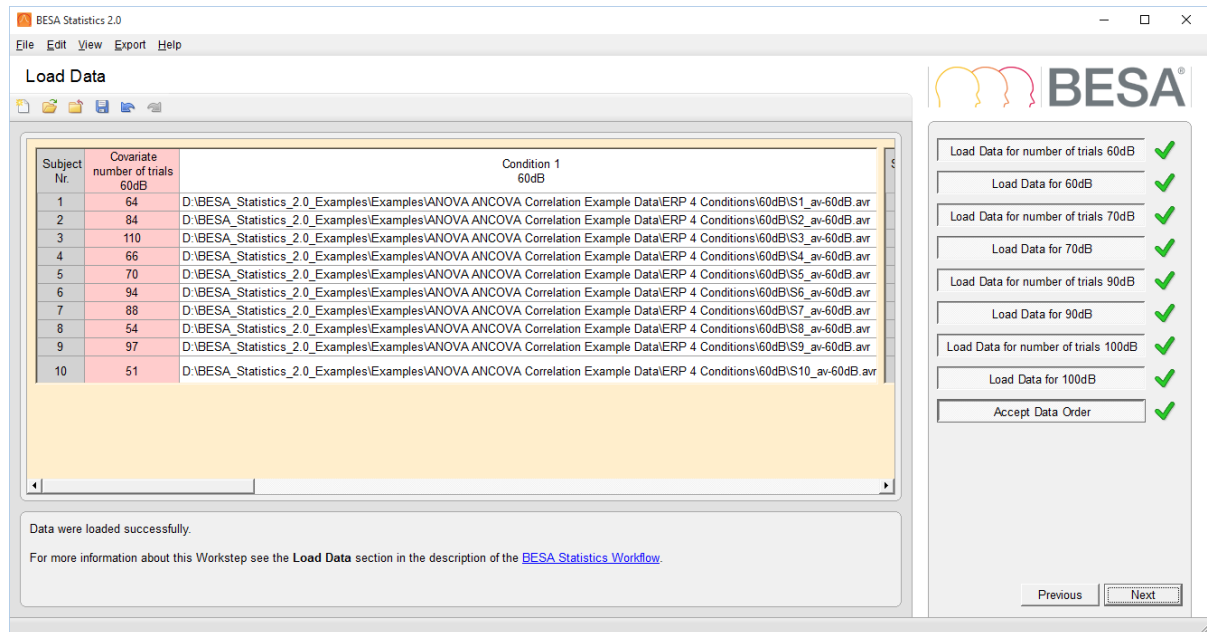 BESA Statistics 2.0
File Edit View Export Help
Load Data
BESA®
Subject Nr. Covariate number of trials 60dB Condition 1 60dB
1 64 D:\BESA_Statistics_2.0_Examples\Examples\ANOVA ANCOVA Correlation Example Data\ERP 4 Conditions\60dB\S1_av-60dB.avr
2 84 D:\BESA_Statistics_2.0_Examples\Examples\ANOVA ANCOVA Correlation Example Data\ERP 4 Conditions\60dB\S2_av-60dB.avr
3 110 D:\BESA_Statistics_2.0_Examples\Examples\ANOVA ANCOVA Correlation Example Data\ERP 4 Conditions\60dB\S3_av-60dB.avr
4 66 D:\BESA_Statistics_2.0_Examples\Examples\ANOVA ANCOVA Correlation Example Data\ERP 4 Conditions\60dB\S4_av-60dB.avr
5 70 D:\BESA_Statistics_2.0_Examples\Examples\ANOVA ANCOVA Correlation Example Data\ERP 4 Conditions\60dB\S5_av-60dB.avr
6 94 D:\BESA_Statistics_2.0_Examples\Examples\ANOVA ANCOVA Correlation Example Data\ERP 4 Conditions\60dB\S6_av-60dB.avr
7 88 D:\BESA_Statistics_2.0_Examples\Examples\ANOVA ANCOVA Correlation Example Data\ERP 4 Conditions\60dB\S7_av-60dB.avr
8 54 D:\BESA_Statistics_2.0_Examples\Examples\ANOVA ANCOVA Correlation Example Data\ERP 4 Conditions\60dB\S8_av-60dB.avr
9 97 D:\BESA_Statistics_2.0_Examples\Examples\ANOVA ANCOVA Correlation Example Data\ERP 4 Conditions\60dB\S9_av-60dB.avr
10 51 D:\BESA_Statistics_2.0_Examples\Examples\ANOVA ANCOVA Correlation Example Data\ERP 4 Conditions\60dB\S10_av-60dB.avr
Data were loaded successfully.
For more information about this Workstep see the Load Data section in the description of the BESA Statistics Workflow.
Load Data for number of trials 60dB
Load Data for 60dB
Load Data for number of trials 70dB
Load Data for 70dB
Load Data for number of trials 90dB
Load Data for 90dB
Load Data for number of trials 100dB
Load Data for 100dB
Accept Data Order
Previous Next